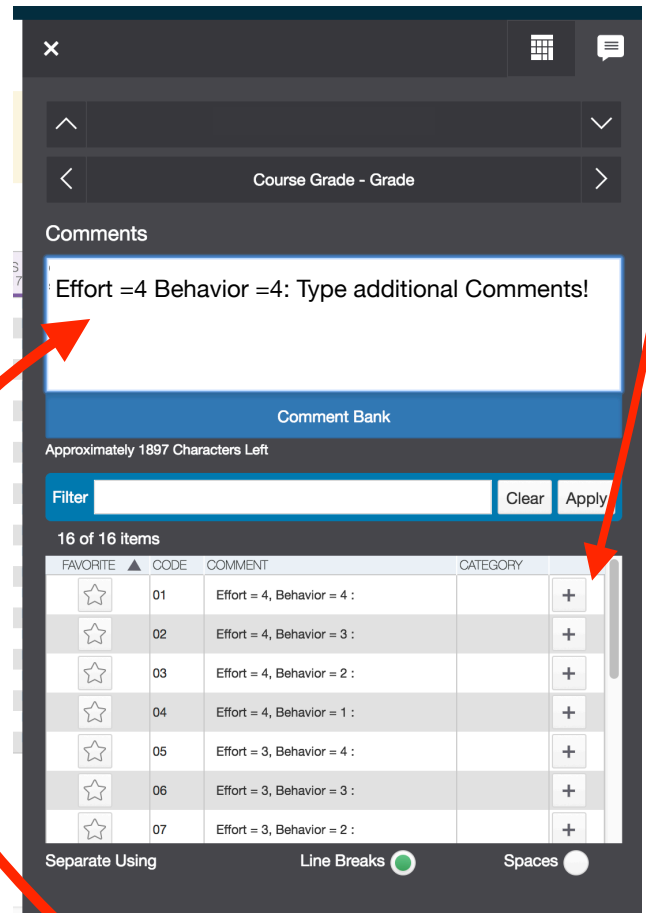 Course Grade - Grade
Comments
S
7
Effort =4 Behavior =4: Type additional Comments!
Comment Bank
Approximately 1897 Characters Left
Filter Clear Apply
16 of 16 items
FAVORITE CODE COMMENT CATEGORY
01 Effort = 4, Behavior = 4 :
02 Effort = 4, Behavior = 3 :
03 Effort = 4, Behavior = 2 :
04 Effort = 4, Behavior = 1 :
05 Effort = 3, Behavior = 4 :
06 Effort = 3, Behavior = 3 :
07 Effort = 3, Behavior = 2 :
Separate Using Line Breaks Spaces